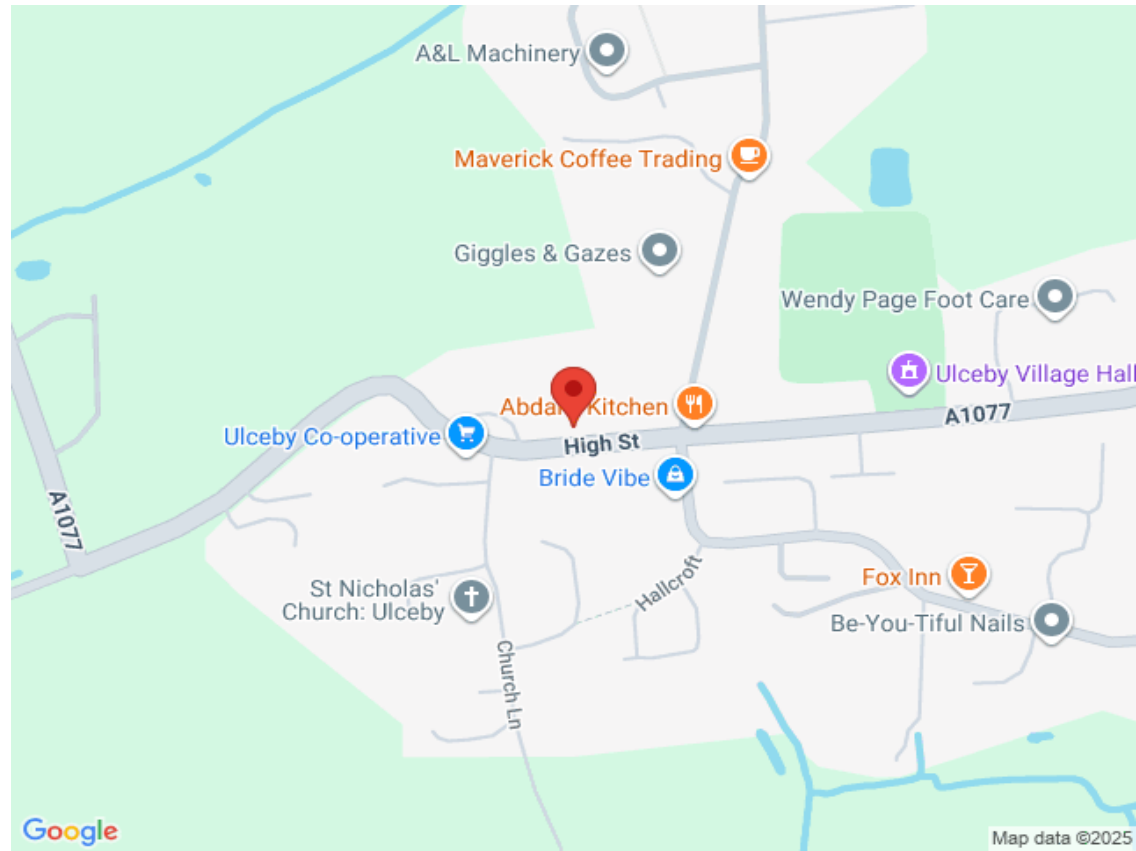 A&L Machinery
Maverick Coffee Trading
Giggles & Gazes
Wendy Page Foot Care
Ulceby Village Hall
Kitchen
A1077
Ulceby Co-operative
High St
Bride Vibe
A1077
Fox Inn
St Nicholas'
Church: Ulceby
Hallcroft
Be-You-Tiful Nails
Church Ln
Google
Map data ©2025